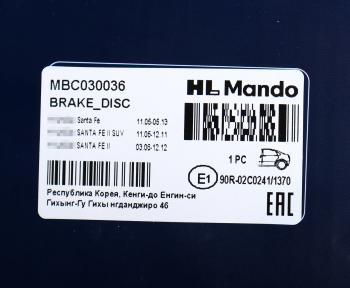 MBC030036
HL Mando
BRAKE_DISC
Santa Fe 11.05-05.13
SANTA FE II SUV 11.06-12.11
SANTA FE II 03.06-12.12
1 PC
E1 90R-02C0241/1370
EAC
Республика Корея, Кенги-до Енгин-си
Гихынг-Гу Гихы нгданджиро 46